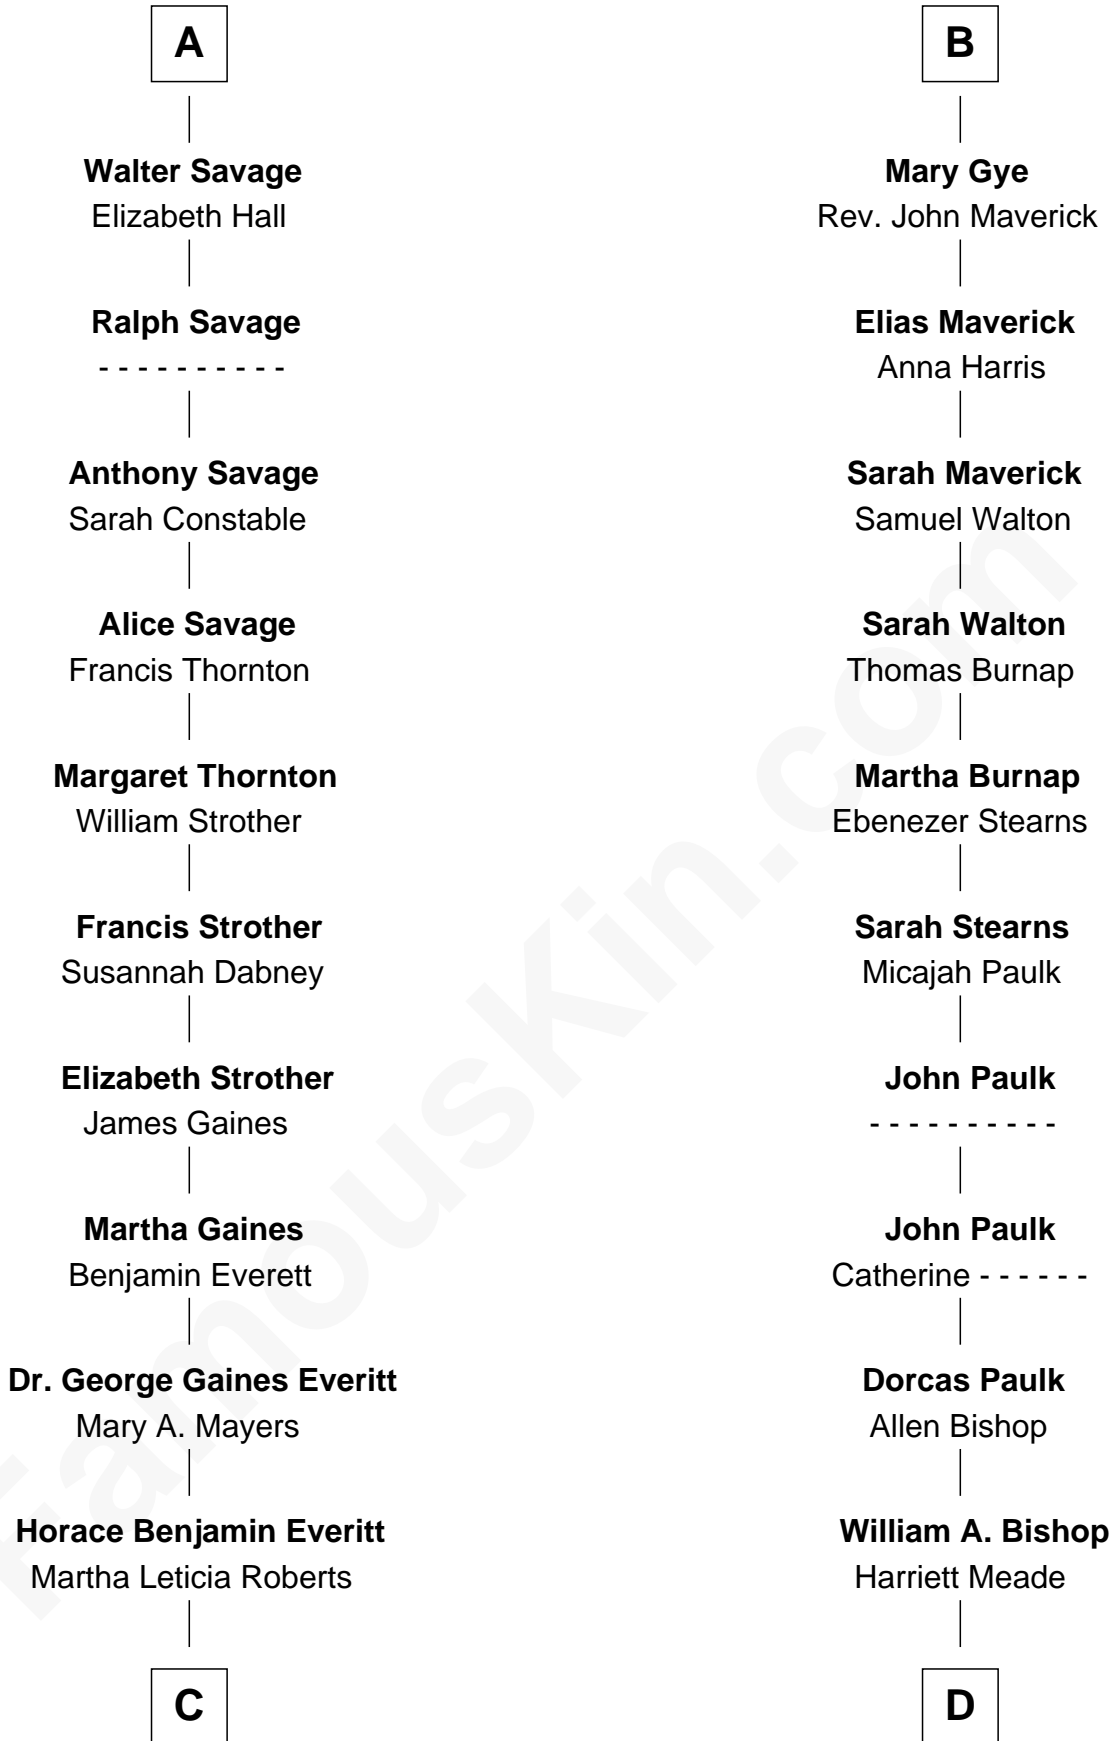 A
Walter Savage
Elizabeth Hall
Ralph Savage
- - - - - - - - - -
Anthony Savage
Sarah Constable
Alice Savage
Francis Thornton
Margaret Thornton
William Strother
Francis Strother
Susannah Dabney
Elizabeth Strother
James Gaines
Martha Gaines
Benjamin Everett
Dr. George Gaines Everitt
Mary A. Mayers
Horace Benjamin Everitt
Martha Leticia Roberts
C
B
Mary Gye
Rev. John Maverick
Elias Maverick
Anna Harris
Sarah Maverick
Samuel Walton
Sarah Walton
Thomas Burnap
Martha Burnap
Ebenezer Stearns
Sarah Stearns
Micajah Paulk
John Paulk
- - - - - - - - - -
John Paulk
Catherine - - - - - -
Dorcas Paulk
Allen Bishop
William A. Bishop
Harriett Meade
D
FamousKin.com